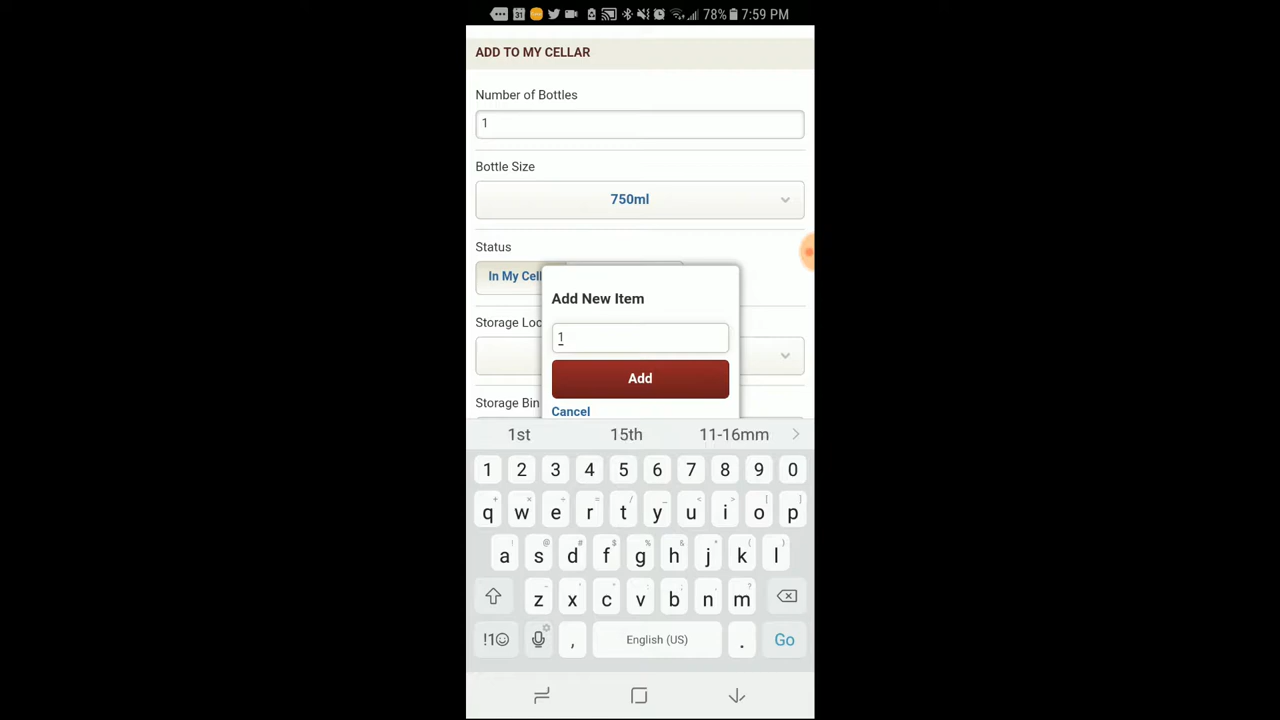 78% 7:59 PM
ADD TO MY CELLAR
Number of Bottles
1
Bottle Size
750ml
Status
In My Cell
Add New Item
Storage Loc
1
Add
Storage Bin
Cancel
1st 15th 11-16mm
1 2 3 4 5 6 7 8 9 0
q w e r t y u i o p
a s d f g h j k l
z x c v b n m
!1☺ , English (US) . Go